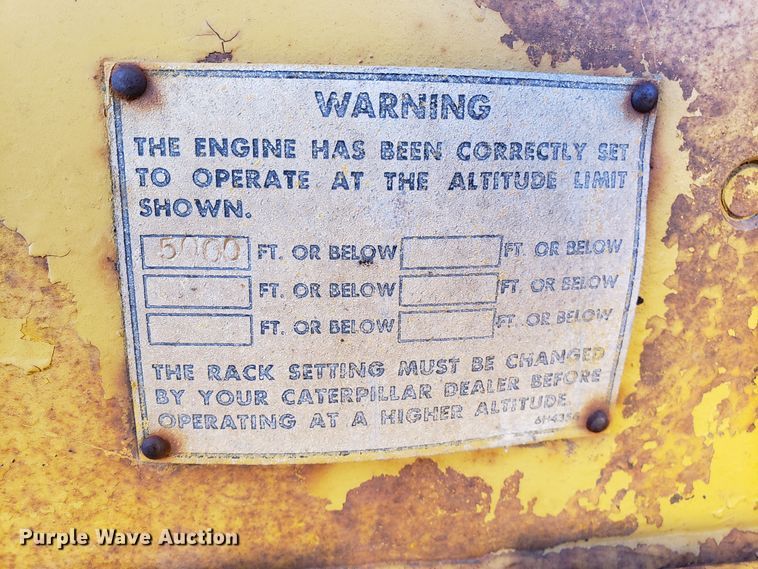 WARNING
THE ENGINE HAS BEEN CORRECTLY SET
TO OPERATE AT THE ALTITUDE LIMIT
SHOWN.
5000 FT. OR BELOW FT. OR BELOW
FT. OR BELOW FT. OR BELOW
FT. OR BELOW FT. OR BELOW
THE RACK SETTING MUST BE CHANGED
BY YOUR CATERPILLAR DEALER BEFORE
OPERATING AT A HIGHER ALTITUDE.
Purple Wave Auction